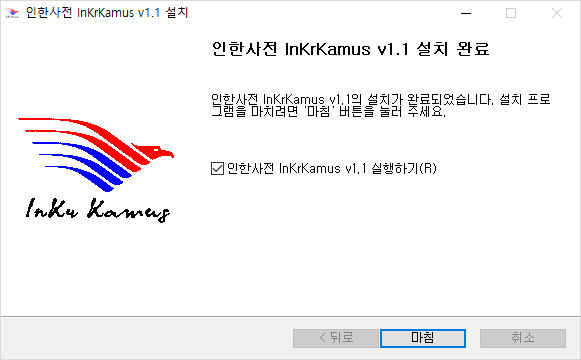 인한사전 InKrKamus v1.1 설치
인한사전 InKrKamus v1.1 설치 완료
인한사전 InKrKamus v1.1의 설치가 완료되었습니다. 설치 프로
그램을 마치려면 '마침' 버튼을 눌러 주세요.
InKu Kamus
인한사전 InKrKamus v1.1 실행하기(R)
< 뒤로
마침
취소